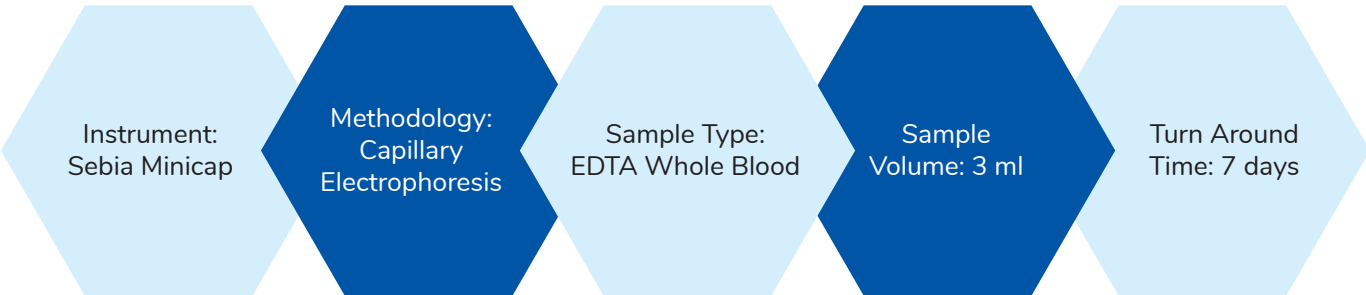 Instrument:
Sebia Minicap
Methodology:
Capillary
Electrophoresis
Sample Type:
EDTA Whole Blood
Sample
Volume: 3 ml
Turn Around
Time: 7 days